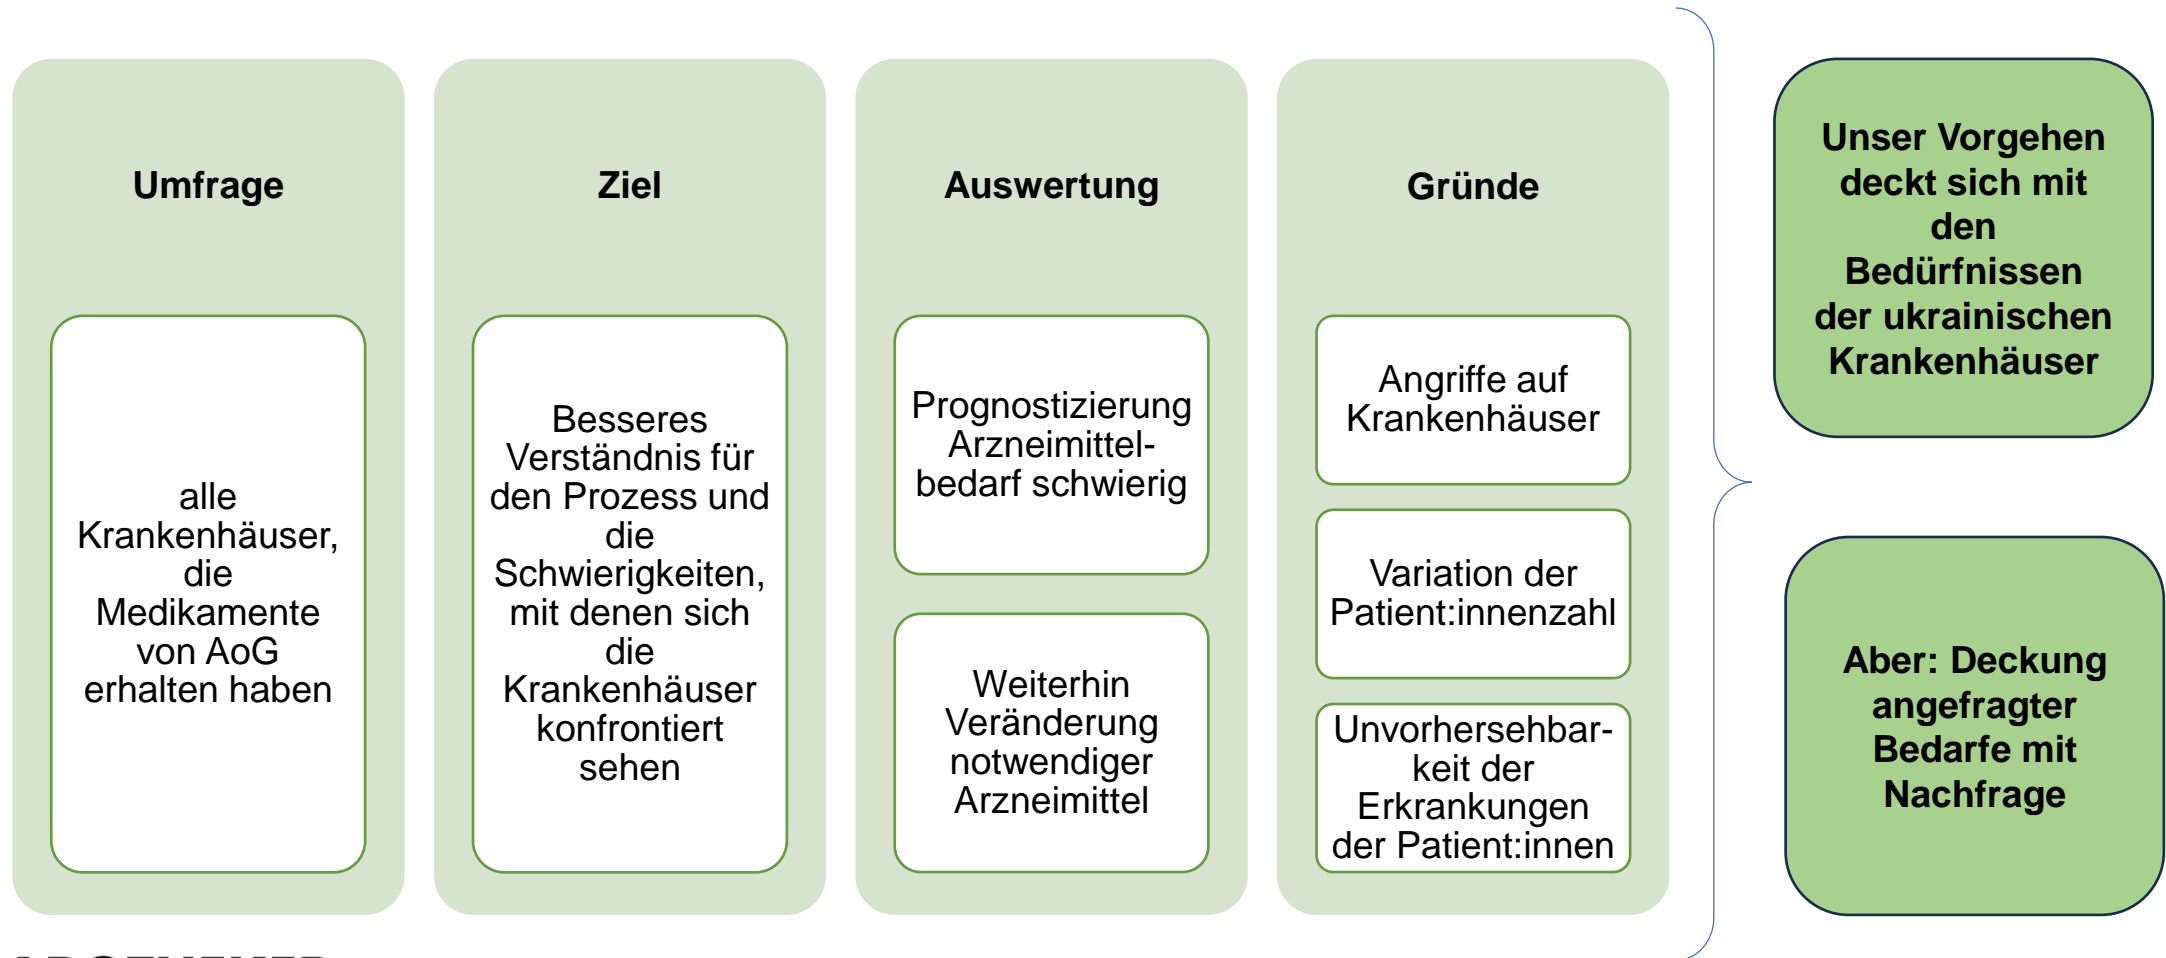 Umfrage
alle
Krankenhäuser,
die
Medikamente
von AoG
erhalten haben
Ziel
Besseres
Verständnis für
den Prozess und
die
Schwierigkeiten,
mit denen sich
die
Krankenhäuser
konfrontiert
sehen
Auswertung
Prognostizierung
Arzneimittel-
bedarf schwierig
Weiterhin
Veränderung
notwendiger
Arzneimittel
Gründe
Angriffe auf
Krankenhäuser
Variation der
Patient:innenzahl
Unvorhersehbar-
keit der
Erkrankungen
der Patient:innen
Unser Vorgehen
deckt sich mit
den
Bedürfnissen
der ukrainischen
Krankenhäuser
Aber: Deckung
angefragter
Bedarfe mit
Nachfrage